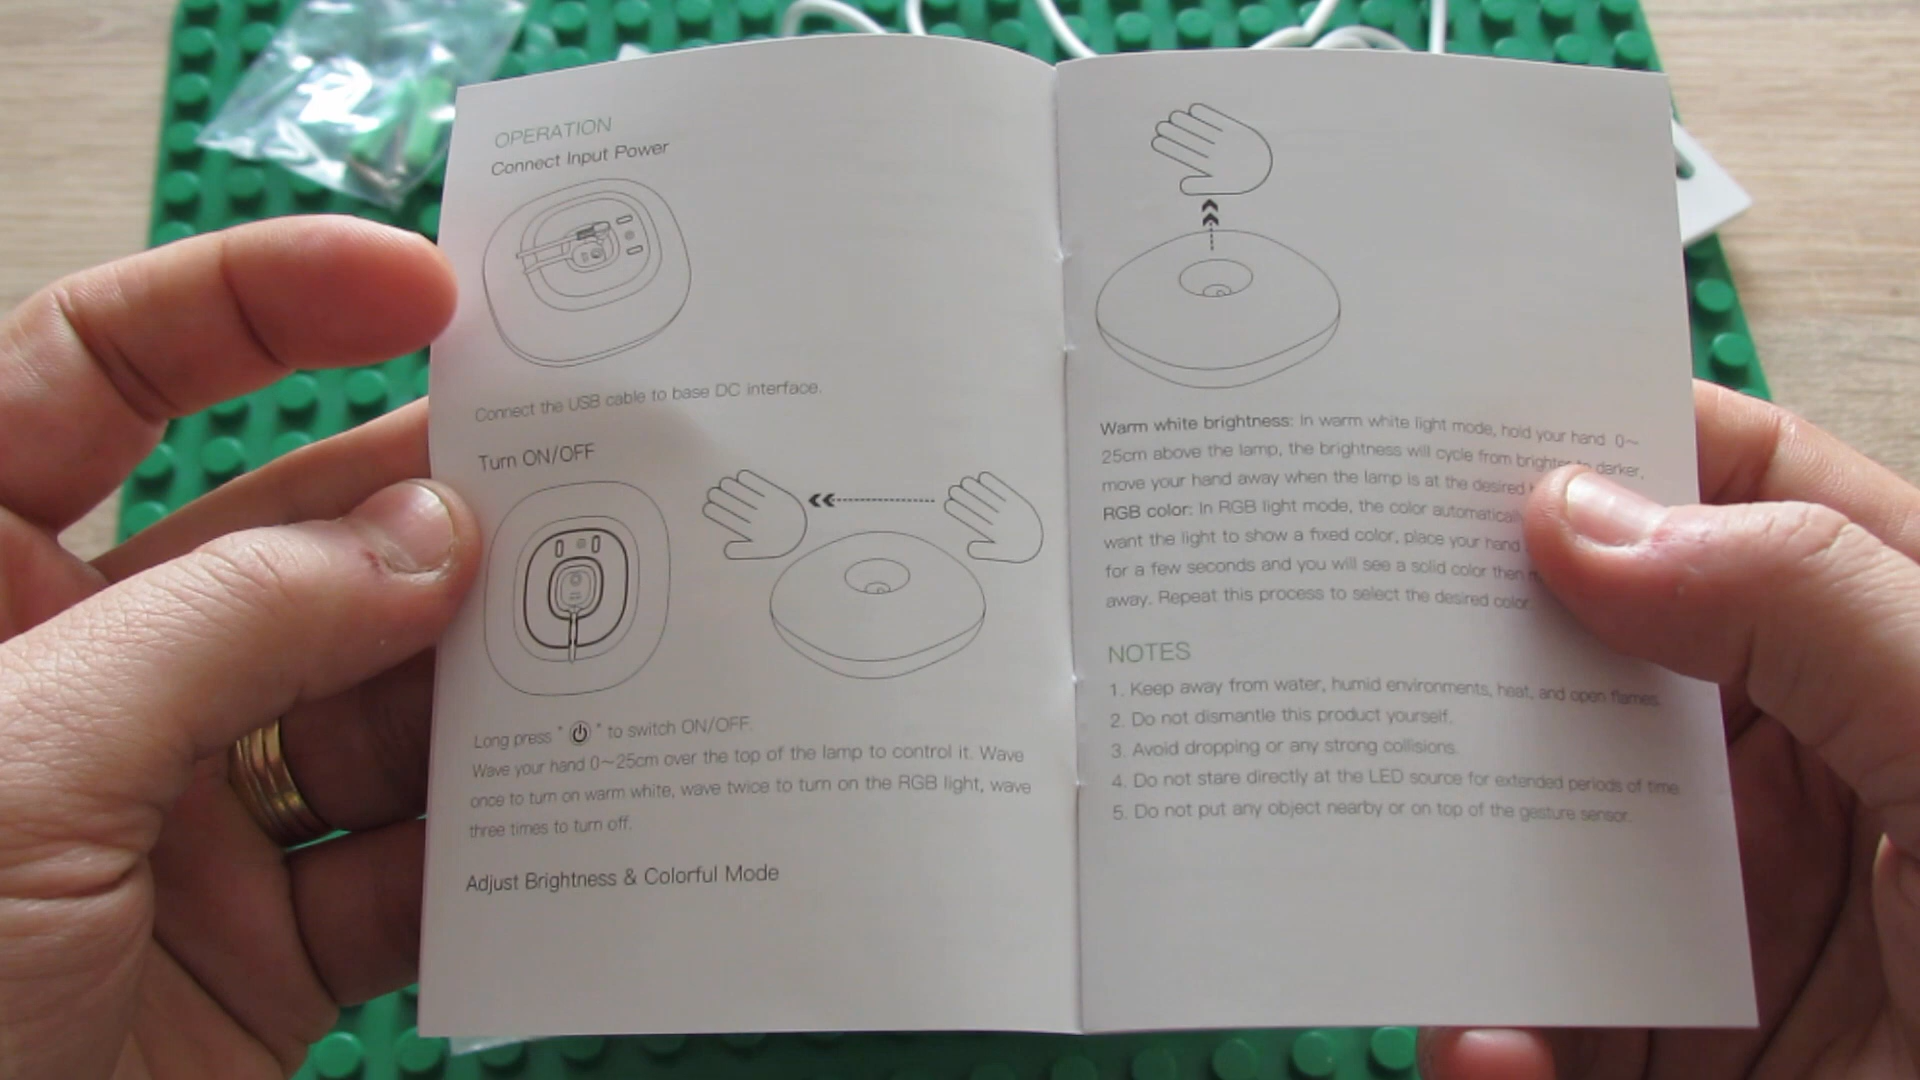 OPERATION
Connect Input Power
Connect the USB cable to base DC interface.
Turn ON/OFF
Long press " " to switch ON/OFF.
Wave your hand 0~25cm over the top of the lamp to control it. Wave
once to turn on warm white, wave twice to turn on the RGB light, wave
three times to turn off.
Adjust Brightness & Colorful Mode
Warm white brightness: In warm white light mode, hold your hand 0~
25cm above the lamp, the brightness will cycle from brighter to darker,
move your hand away when the lamp is at the desired
RGB color: In RGB light mode, the color automatically
want the light to show a fixed color, place your hand
for a few seconds and you will see a solid color then
away. Repeat this process to select the desired color.
NOTES
1. Keep away from water, humid environments, heat, and open flames.
2. Do not dismantle this product yourself.
3. Avoid dropping or any strong collisions.
4. Do not stare directly at the LED source for extended periods of time.
5. Do not put any object nearby or on top of the gesture sensor.